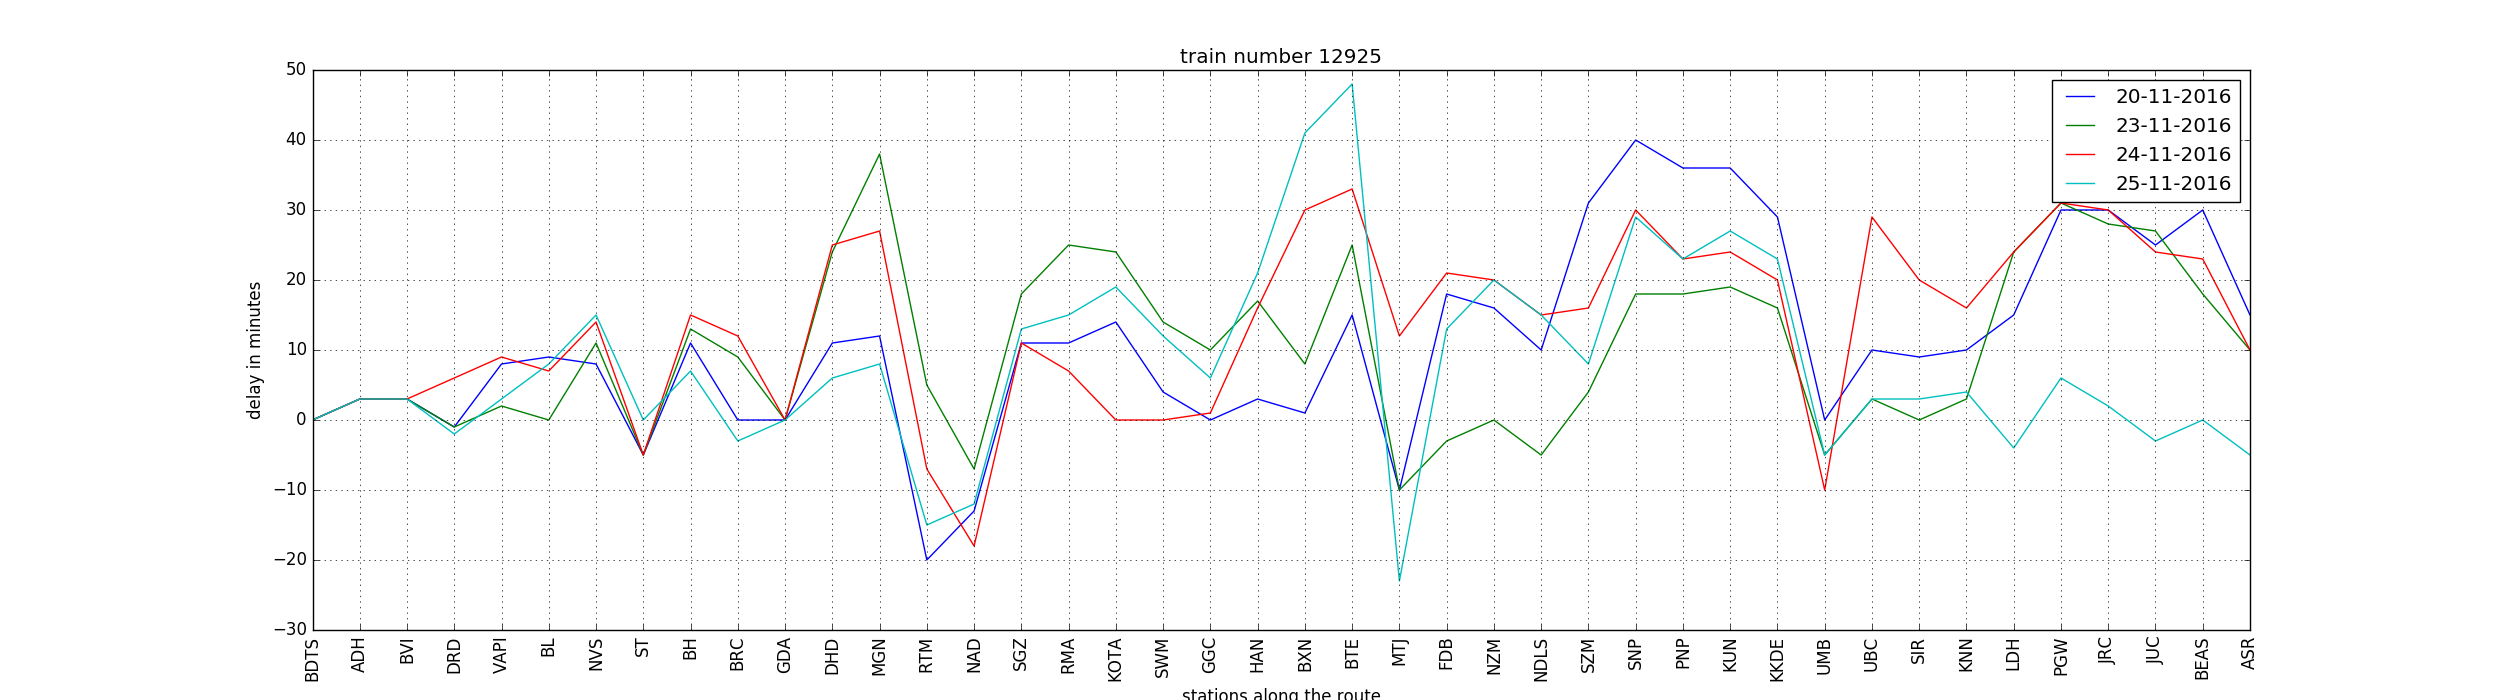 train number 12925
50
40
30
20
10
0
−10
−20
−30
delay in minutes
20-11-2016
23-11-2016
24-11-2016
25-11-2016
BDTS
ADH
BVI
DRD
VAPI
BL
NVS
ST
BH
BRC
GDA
DHD
MGN
RTM
NAD
SGZ
RMA
KOTA
SWM
GGC
HAN
BXN
BTE
MTJ
FDB
NZM
NDLS
SZM
SNP
PNP
KUN
KKDE
UMB
UBC
SIR
KNN
LDH
PGW
JRC
JUC
BEAS
ASR
stations along the route